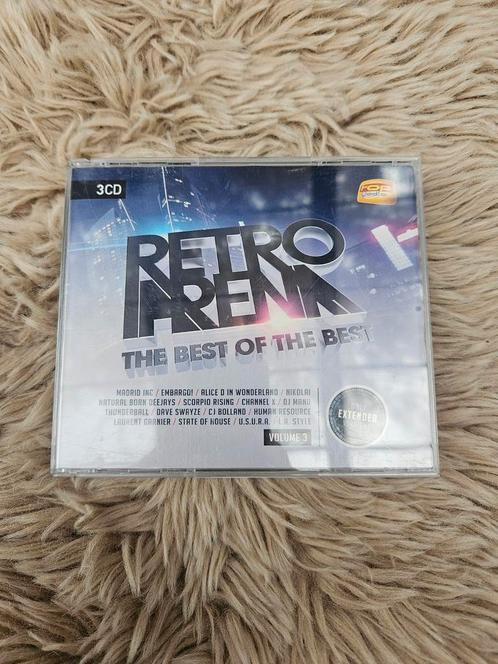 3CD
TOP
RETRO
ARENA
THE BEST OF THE BEST
MADRID INC / EMBARGO! / ALICE D IN WONDERLAND / NIKOLAI
NATURAL BORN DEEJAYS / SCORPIO RISING / CHANNEL X / DJ MANU
THUNDERBALL / DAVE SWAYZE / CJ BOLLAND / HUMAN RESOURCE
LAURENT GARNIER / STATE OF HOUSE / U.S.U.R.A. / L.A. STYLE
VOLUME 3
EXTENDED